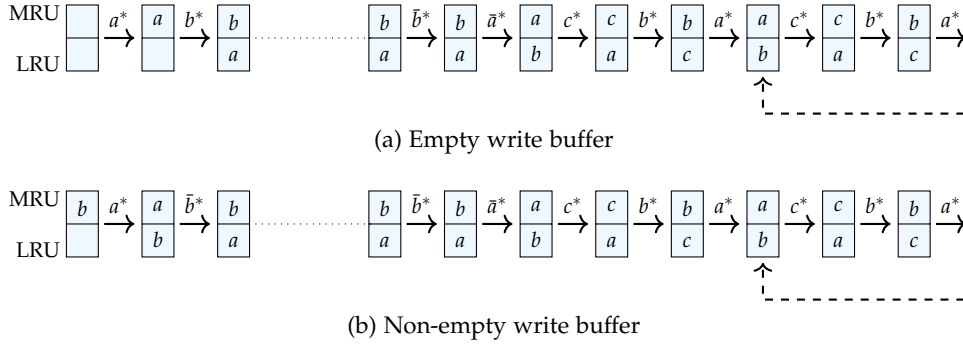 MRU a b b b a c b a c b
a* b* b̄* ā* c* b* a* c* b* a*
LRU a a a b a c b a c
(a) Empty write buffer
MRU b a b b b a c b a c b
a* b̄* b̄* ā* c* b* a* c* b* a*
LRU b a a a b a c b a c
(b) Non-empty write buffer